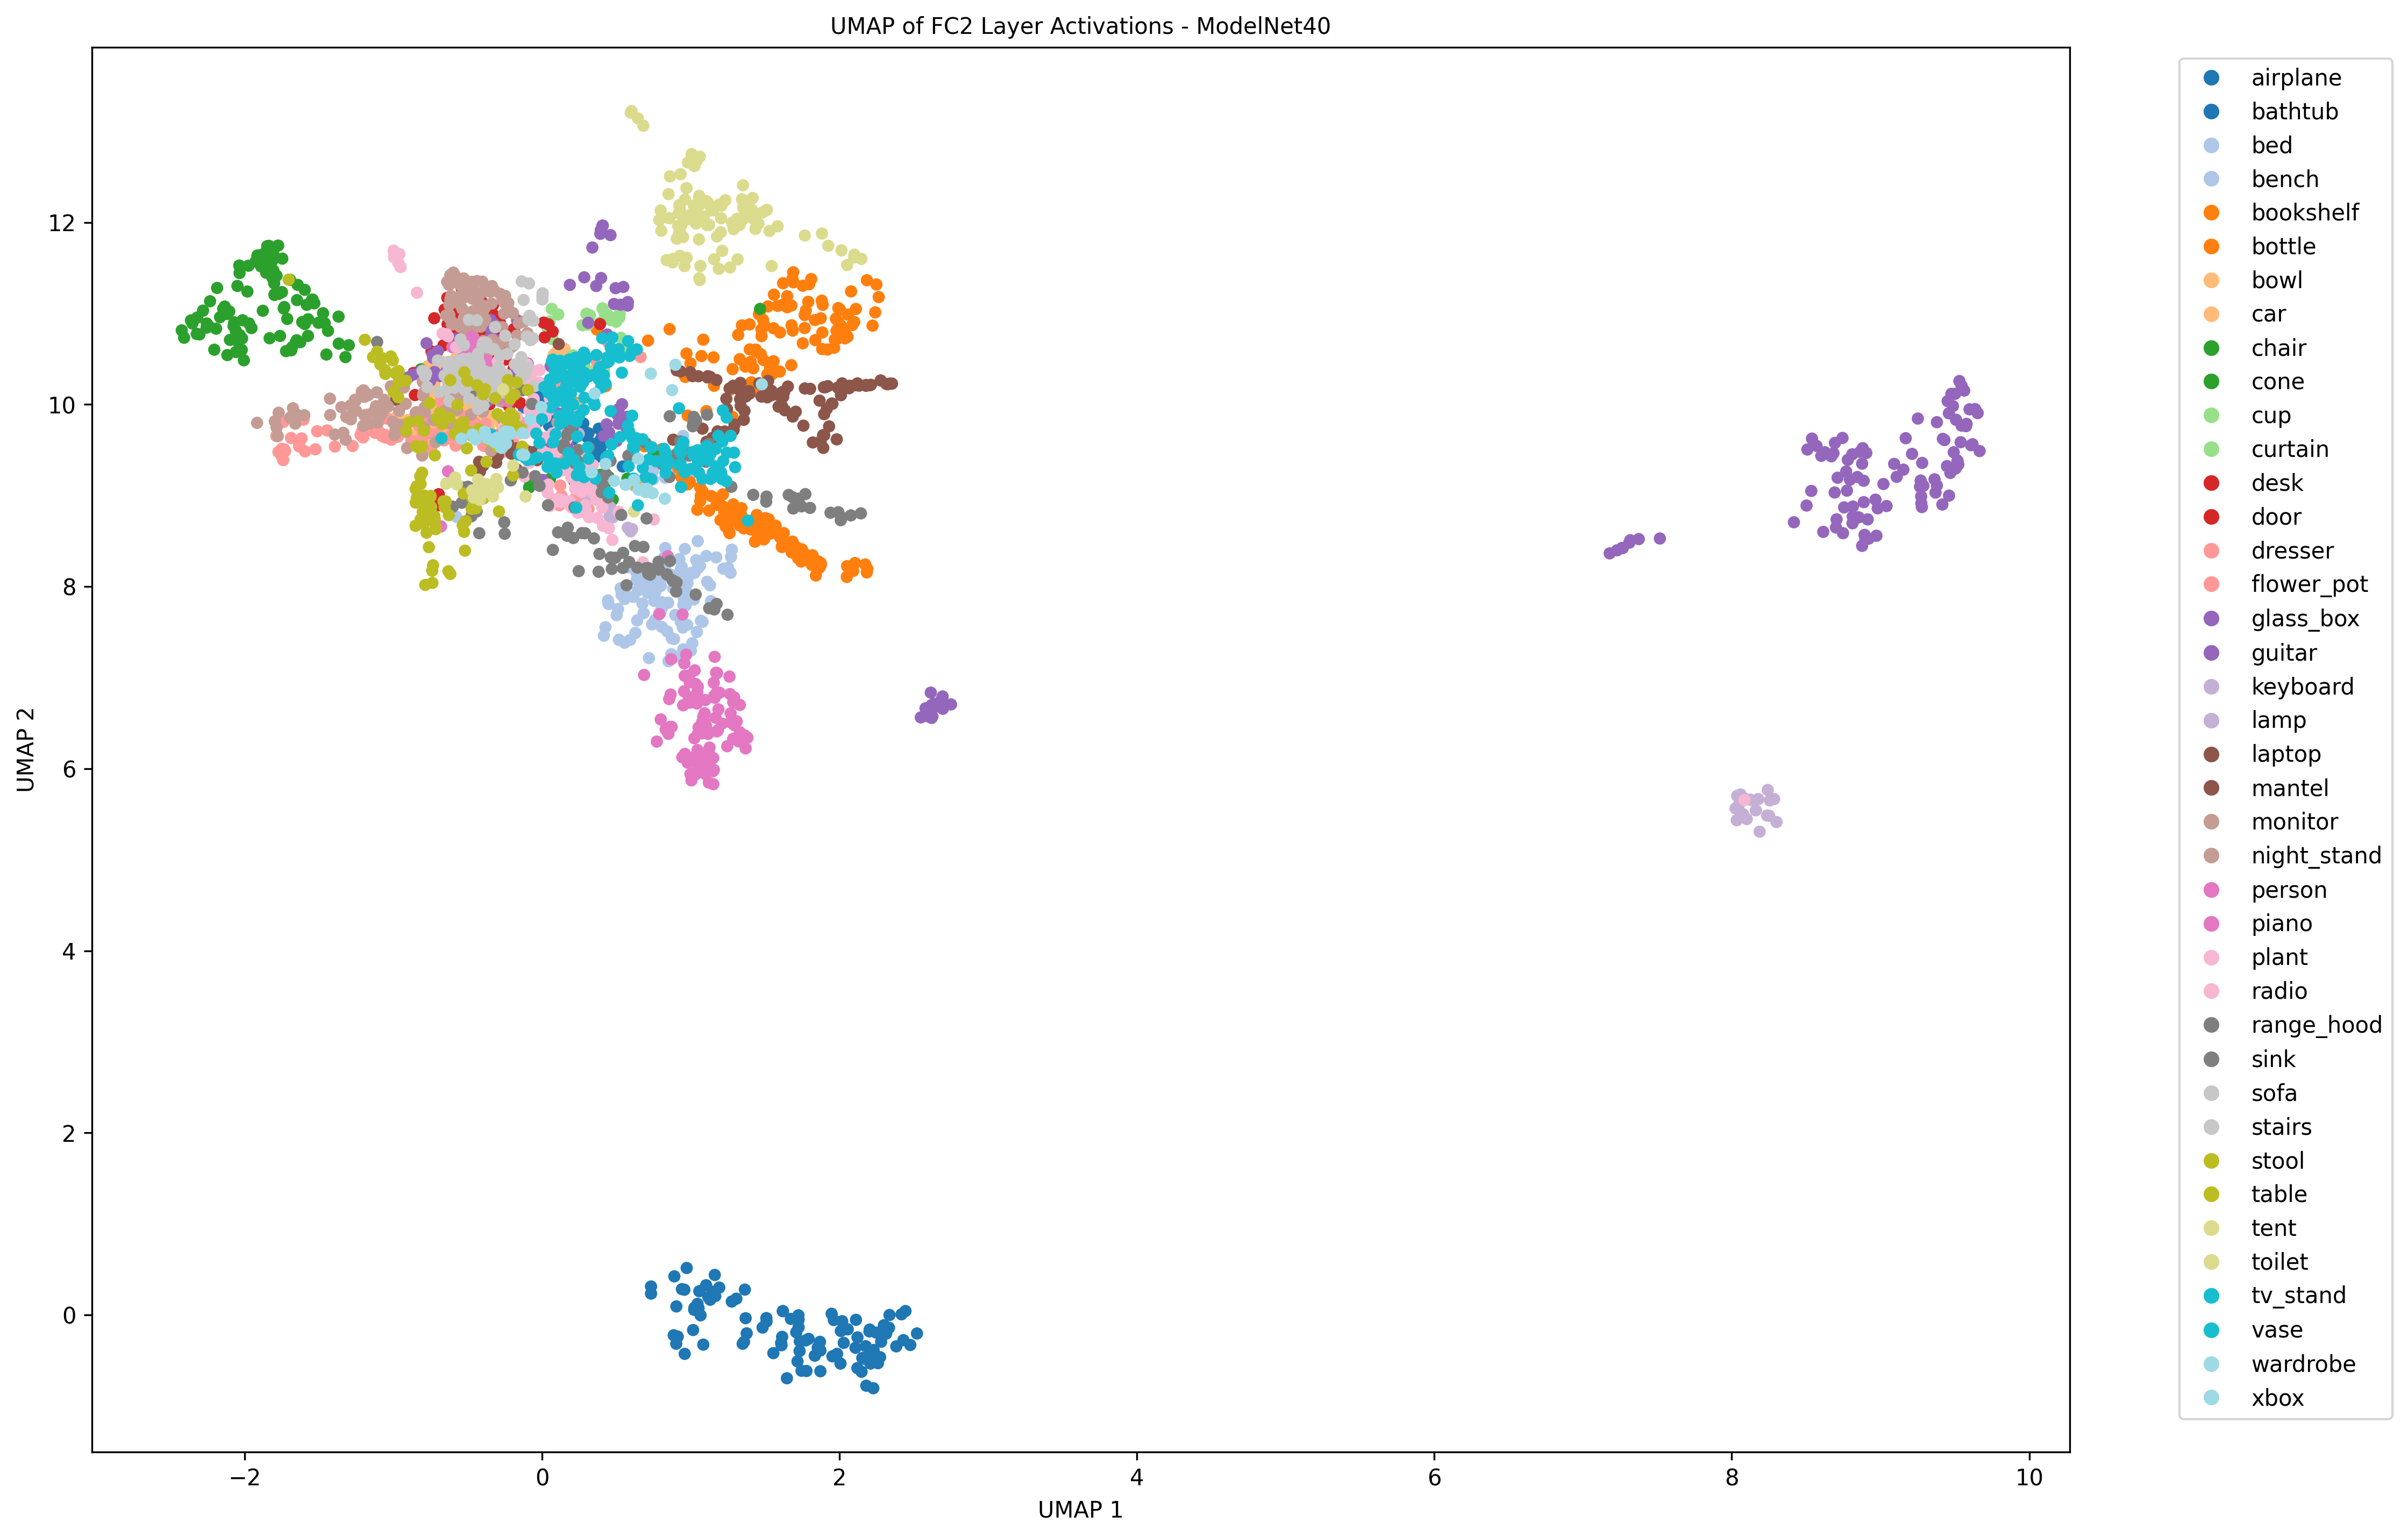 UMAP of FC2 Layer Activations - ModelNet40
UMAP 2
12
10
8
6
4
2
0
−2
0
2
4
6
8
10
UMAP 1
airplane
bathtub
bed
bench
bookshelf
bottle
bowl
car
chair
cone
cup
curtain
desk
door
dresser
flower_pot
glass_box
guitar
keyboard
lamp
laptop
mantel
monitor
night_stand
person
piano
plant
radio
range_hood
sink
sofa
stairs
stool
table
tent
toilet
tv_stand
vase
wardrobe
xbox